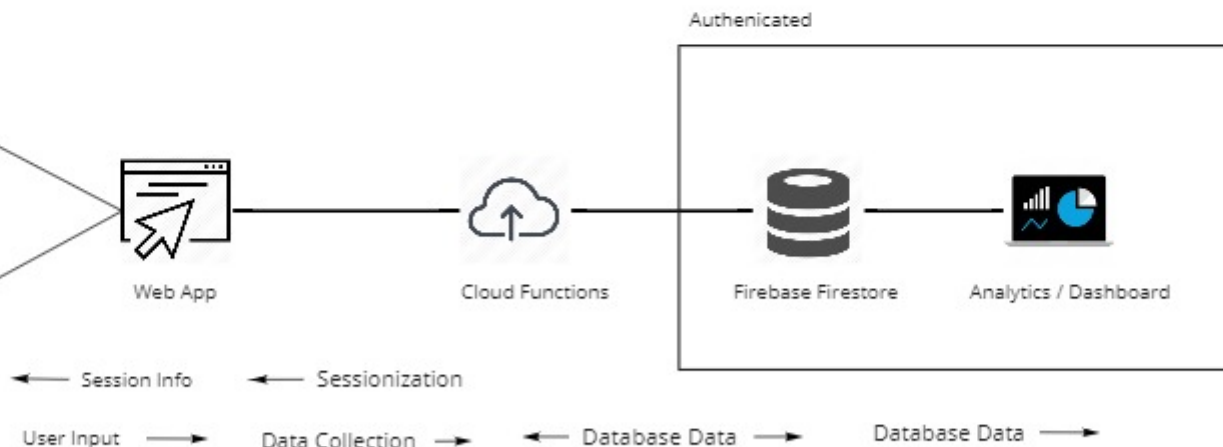 Authenicated
Web App
Cloud Functions
Firebase Firestore
Analytics / Dashboard
Session Info
Sessionization
User Input
Data Collection
Database Data
Database Data